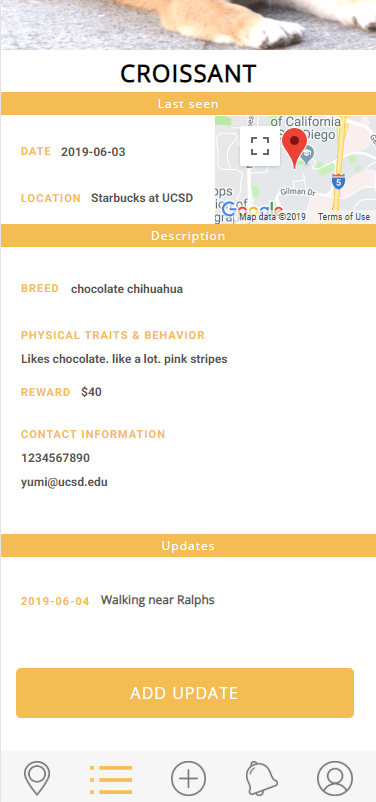 CROISSANT
Last seen
DATE 2019-06-03
LOCATION Starbucks at UCSD
of California
Diego
Gilman Dr
5
Google
Map data ©2019 Terms of Use
Description
BREED chocolate chihuahua
PHYSICAL TRAITS & BEHAVIOR
Likes chocolate. like a lot. pink stripes
REWARD $40
CONTACT INFORMATION
1234567890
yumi@ucsd.edu
Updates
2019-06-04 Walking near Ralphs
ADD UPDATE